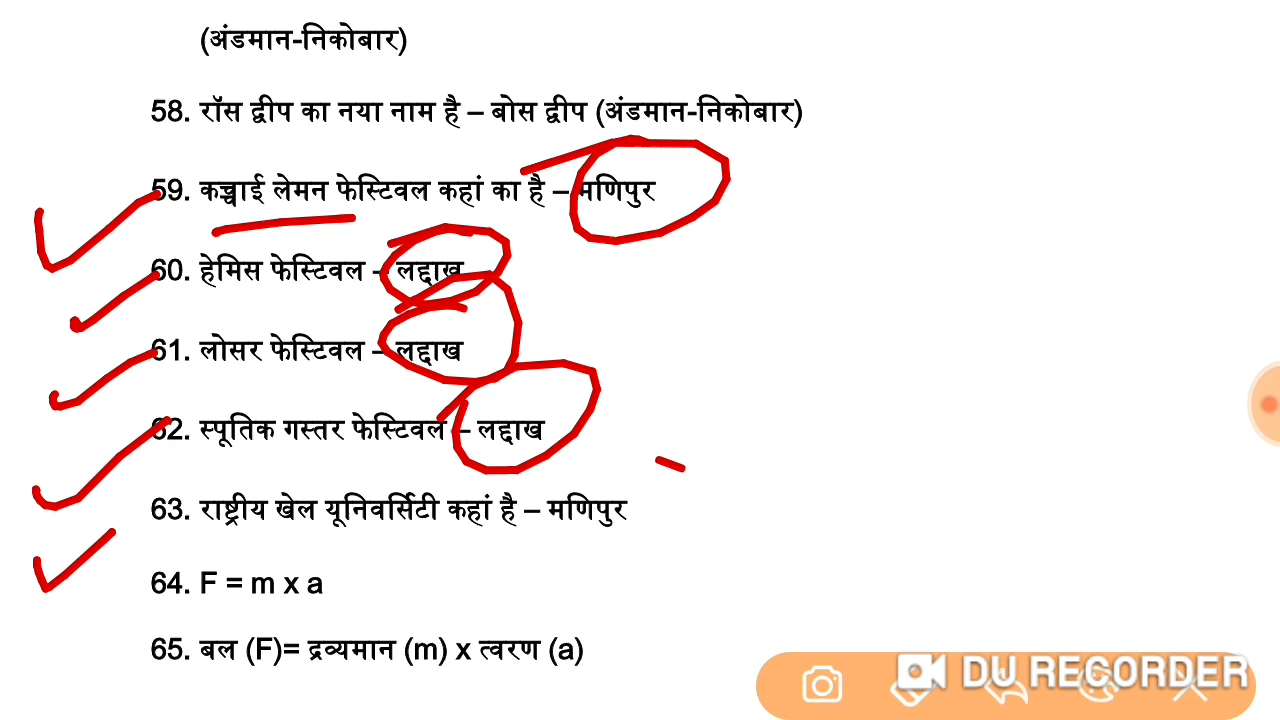 (अंडमान-निकोबार)
58. रॉस द्वीप का नया नाम है – बोस द्वीप (अंडमान-निकोबार)
59. कच्चाई लेमन फेस्टिवल कहां का है – मणिपुर
60. हेमिस फेस्टिवल – लद्दाख
61. लोसर फेस्टिवल – लद्दाख
62. स्पूतिक गस्तर फेस्टिवल – लद्दाख
63. राष्ट्रीय खेल यूनिवर्सिटी कहां है – मणिपुर
64. F = m x a
65. बल (F)= द्रव्यमान (m) x त्वरण (a)
DU RECORDER